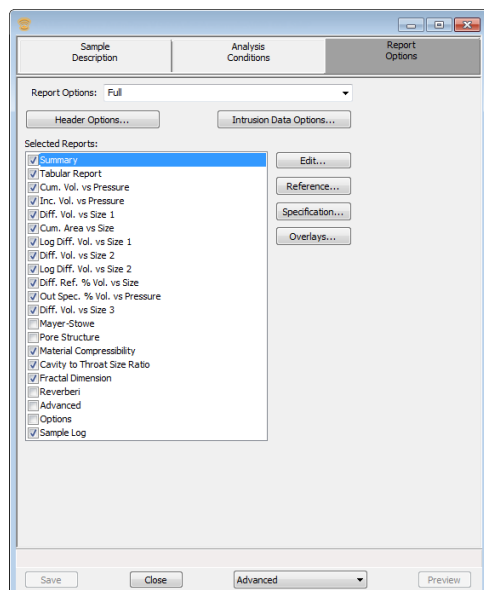 Sample Description
Analysis Conditions
Report Options
Report Options: Full
Header Options...
Intrusion Data Options...
Selected Reports:
Summary
Edit...
Tabular Report
Cum. Vol. vs Pressure
Reference...
Inc. Vol. vs Pressure
Diff. Vol. vs Size 1
Specification...
Cum. Area vs Size
Log Diff. Vol. vs Size 1
Overlays...
Diff. Vol. vs Size 2
Log Diff. Vol. vs Size 2
Diff. Ref. % Vol. vs Size
Out Spec. % Vol. vs Pressure
Diff. Vol. vs Size 3
Mayer-Stowe
Pore Structure
Material Compressibility
Cavity to Throat Size Ratio
Fractal Dimension
Reverberi
Advanced
Options
Sample Log
Save
Close
Advanced
Preview